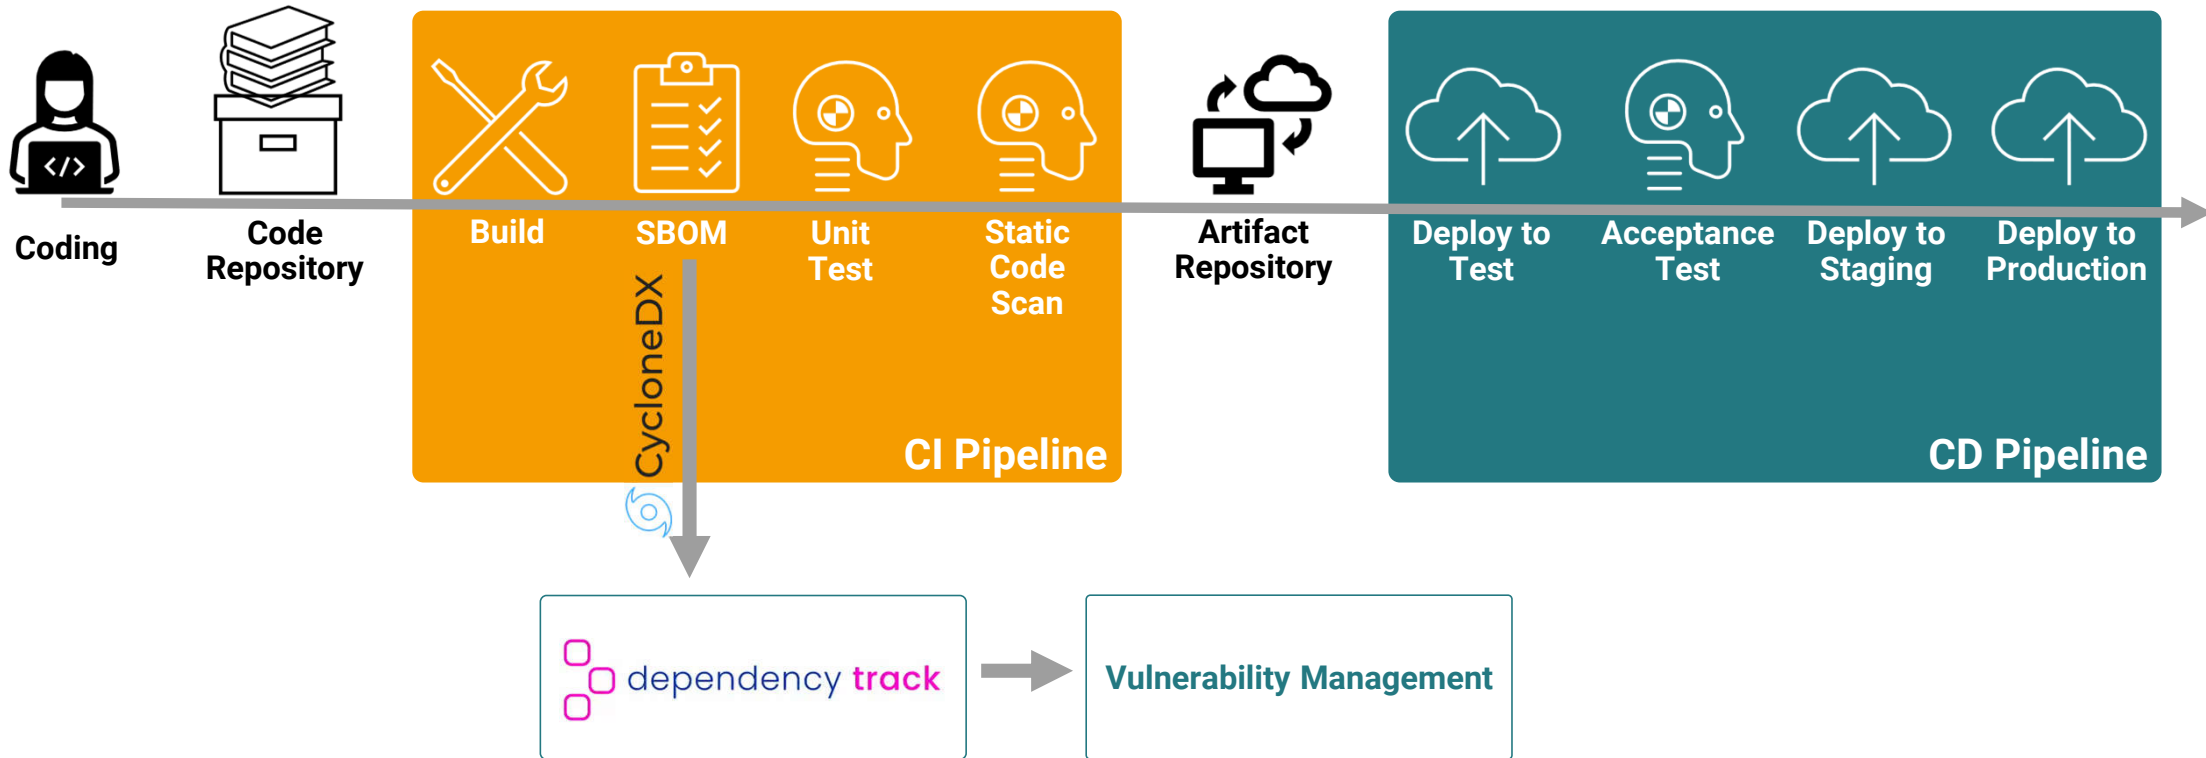 </>
Coding
Code
Repository
Build
SBOM
Unit
Test
Static
Code
Scan
CycloneDX
CI Pipeline
Artifact
Repository
Deploy to
Test
Acceptance
Test
Deploy to
Staging
Deploy to
Production
CD Pipeline
dependency track
Vulnerability Management